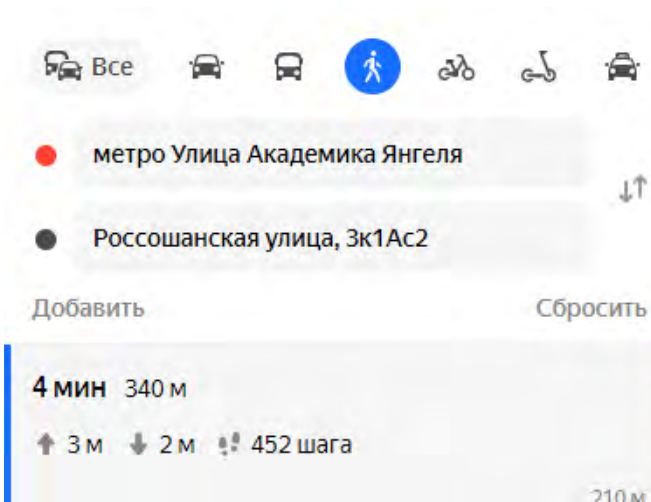 Все
метро Улица Академика Янгеля
Россошанская улица, 3к1Ас2
Добавить Сбросить
4 мин 340 м
3 м 2 м 452 шага
210 м